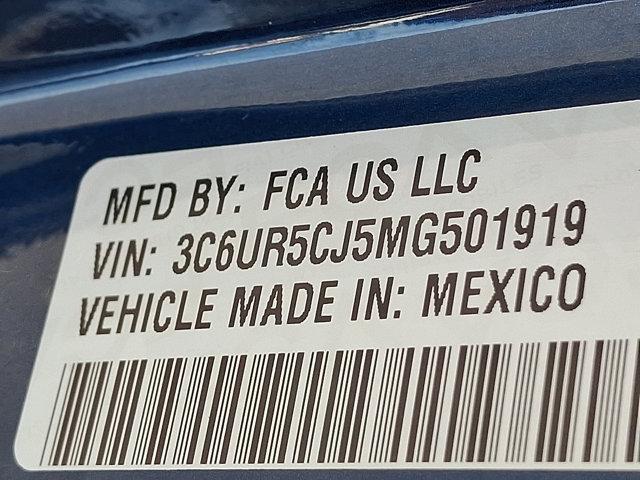 MFD BY: FCA US LLC
VIN: 3C6UR5CJ5MG501919
VEHICLE MADE IN: MEXICO